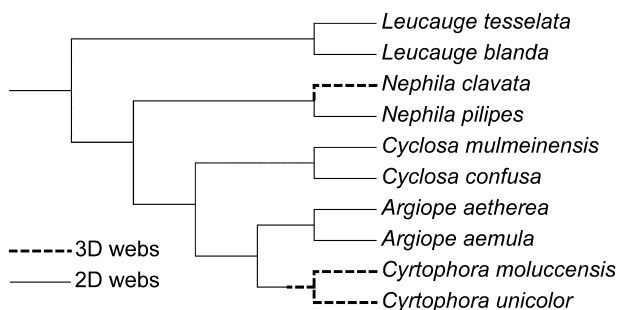 Leucauge tesselata
Leucauge blanda
Nephila clavata
Nephila pilipes
Cyclosa mulmeinensis
Cyclosa confusa
Argiope aetherea
Argiope aemula
Cyrtophora moluccensis
Cyrtophora unicolor
3D webs
2D webs